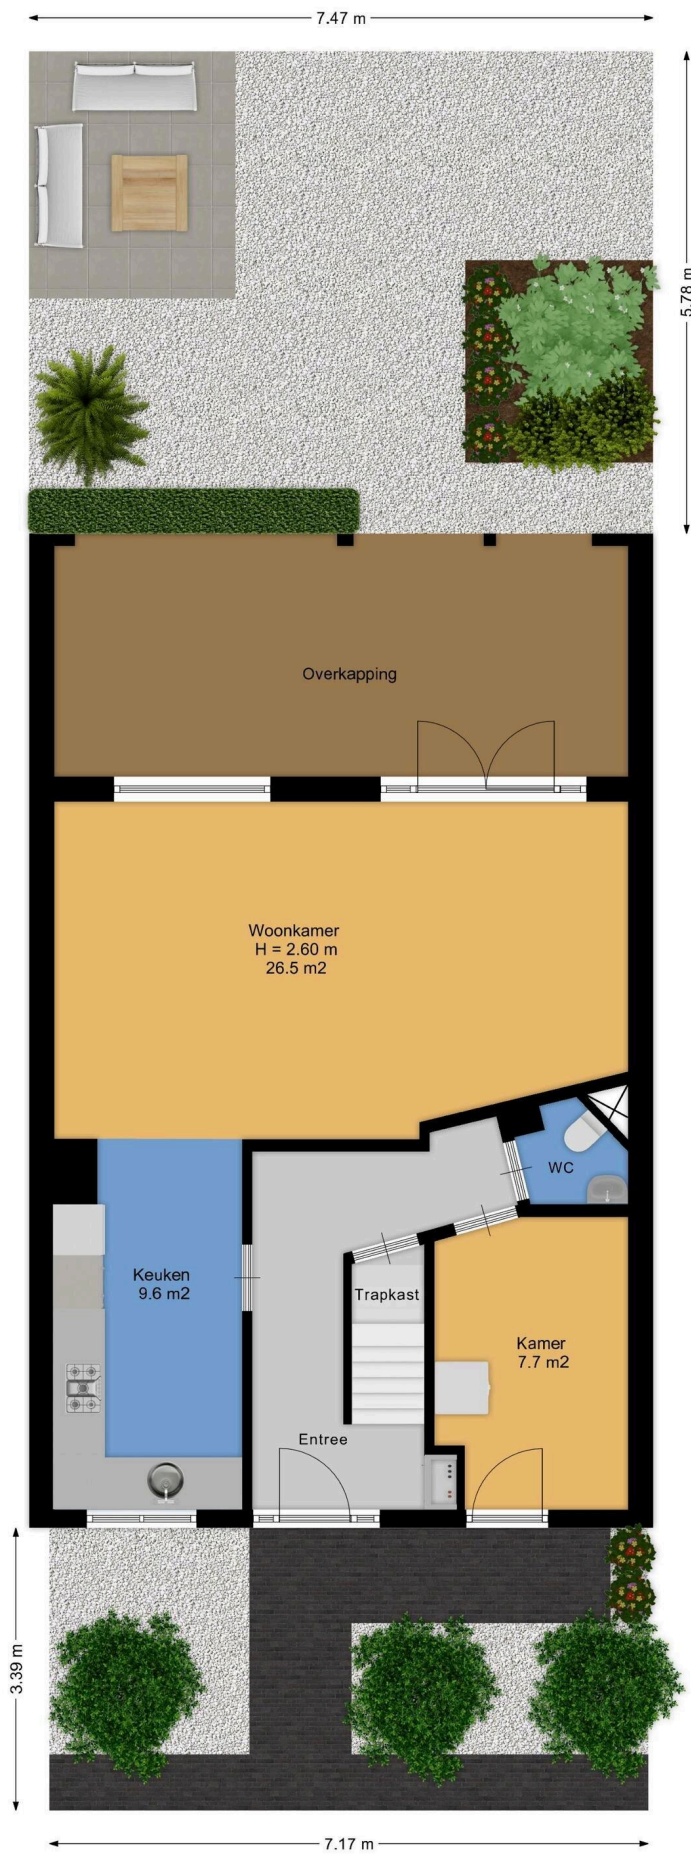 7.47 m
5.78 m
Overkapping
Woonkamer
H = 2.60 m
26.5 m2
WC
Keuken
9.6 m2
Trapkast
Kamer
7.7 m2
Entree
3.39 m
7.17 m